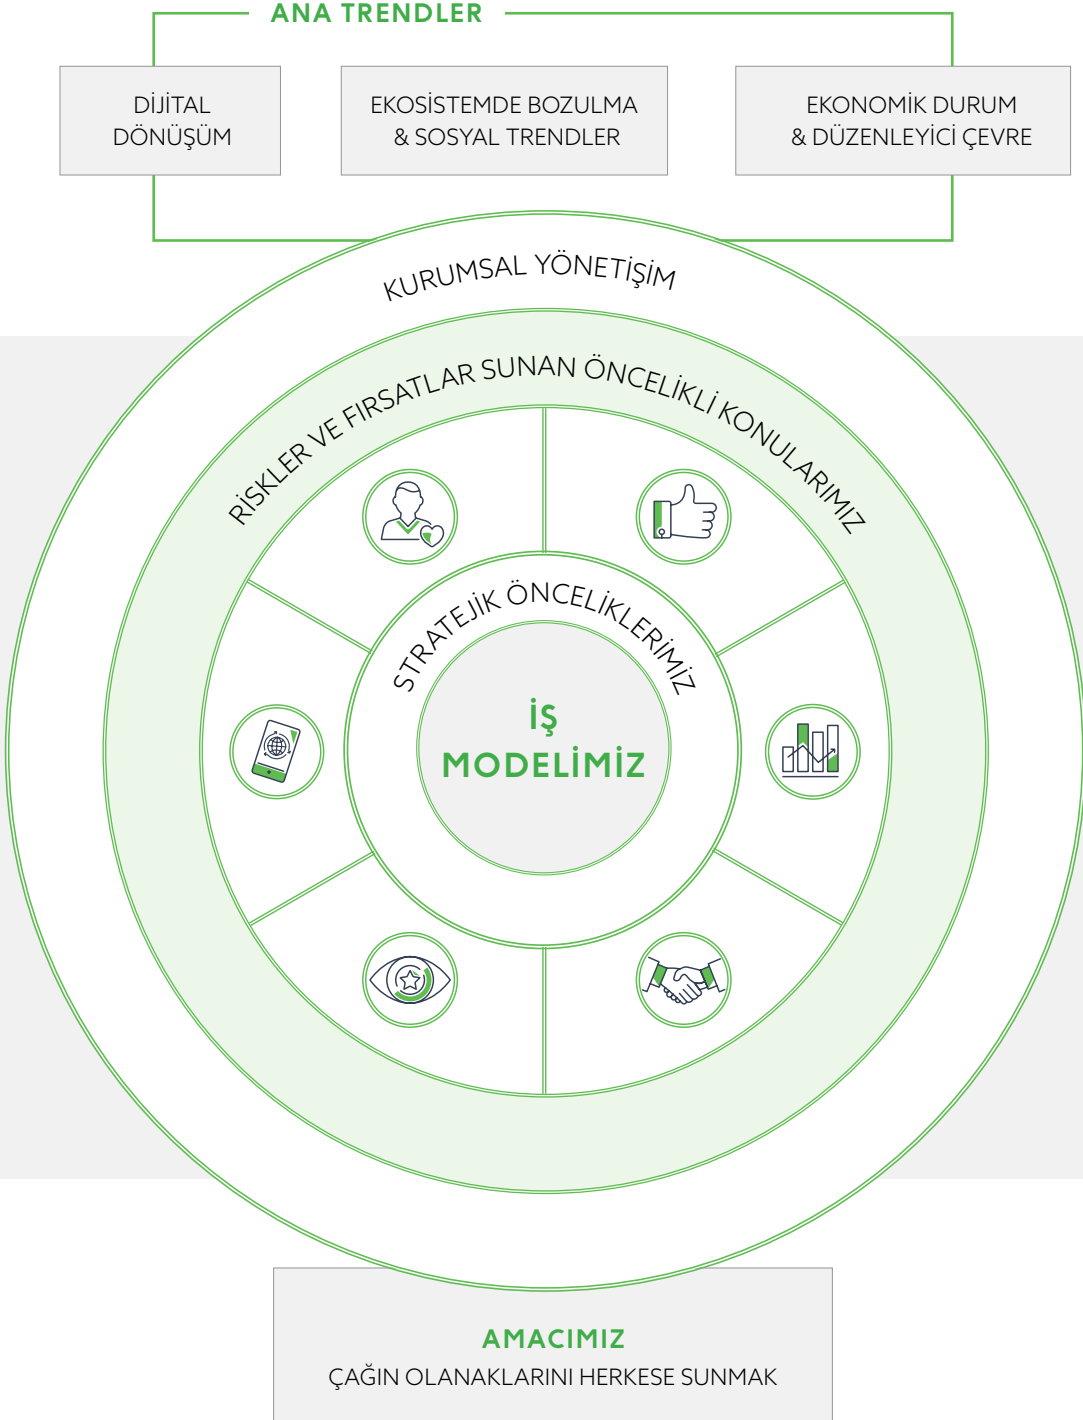 ANA TRENDLER
DİJİTAL
DÖNÜŞÜM
EKOSİSTEMDE BOZULMA
& SOSYAL TRENDLER
EKONOMİK DURUM
& DÜZENLEYİCİ ÇEVRE
KURUMSAL YÖNETİŞİM
RİSKLER VE FIRSATLAR SUNAN ÖNCELİKLİ KONULARIMIZ
STRATEJİK ÖNCELİKLERİMİZ
İŞ
MODELİMİZ
AMACIMIZ
ÇAĞIN OLANAKLARINI HERKESE SUNMAK